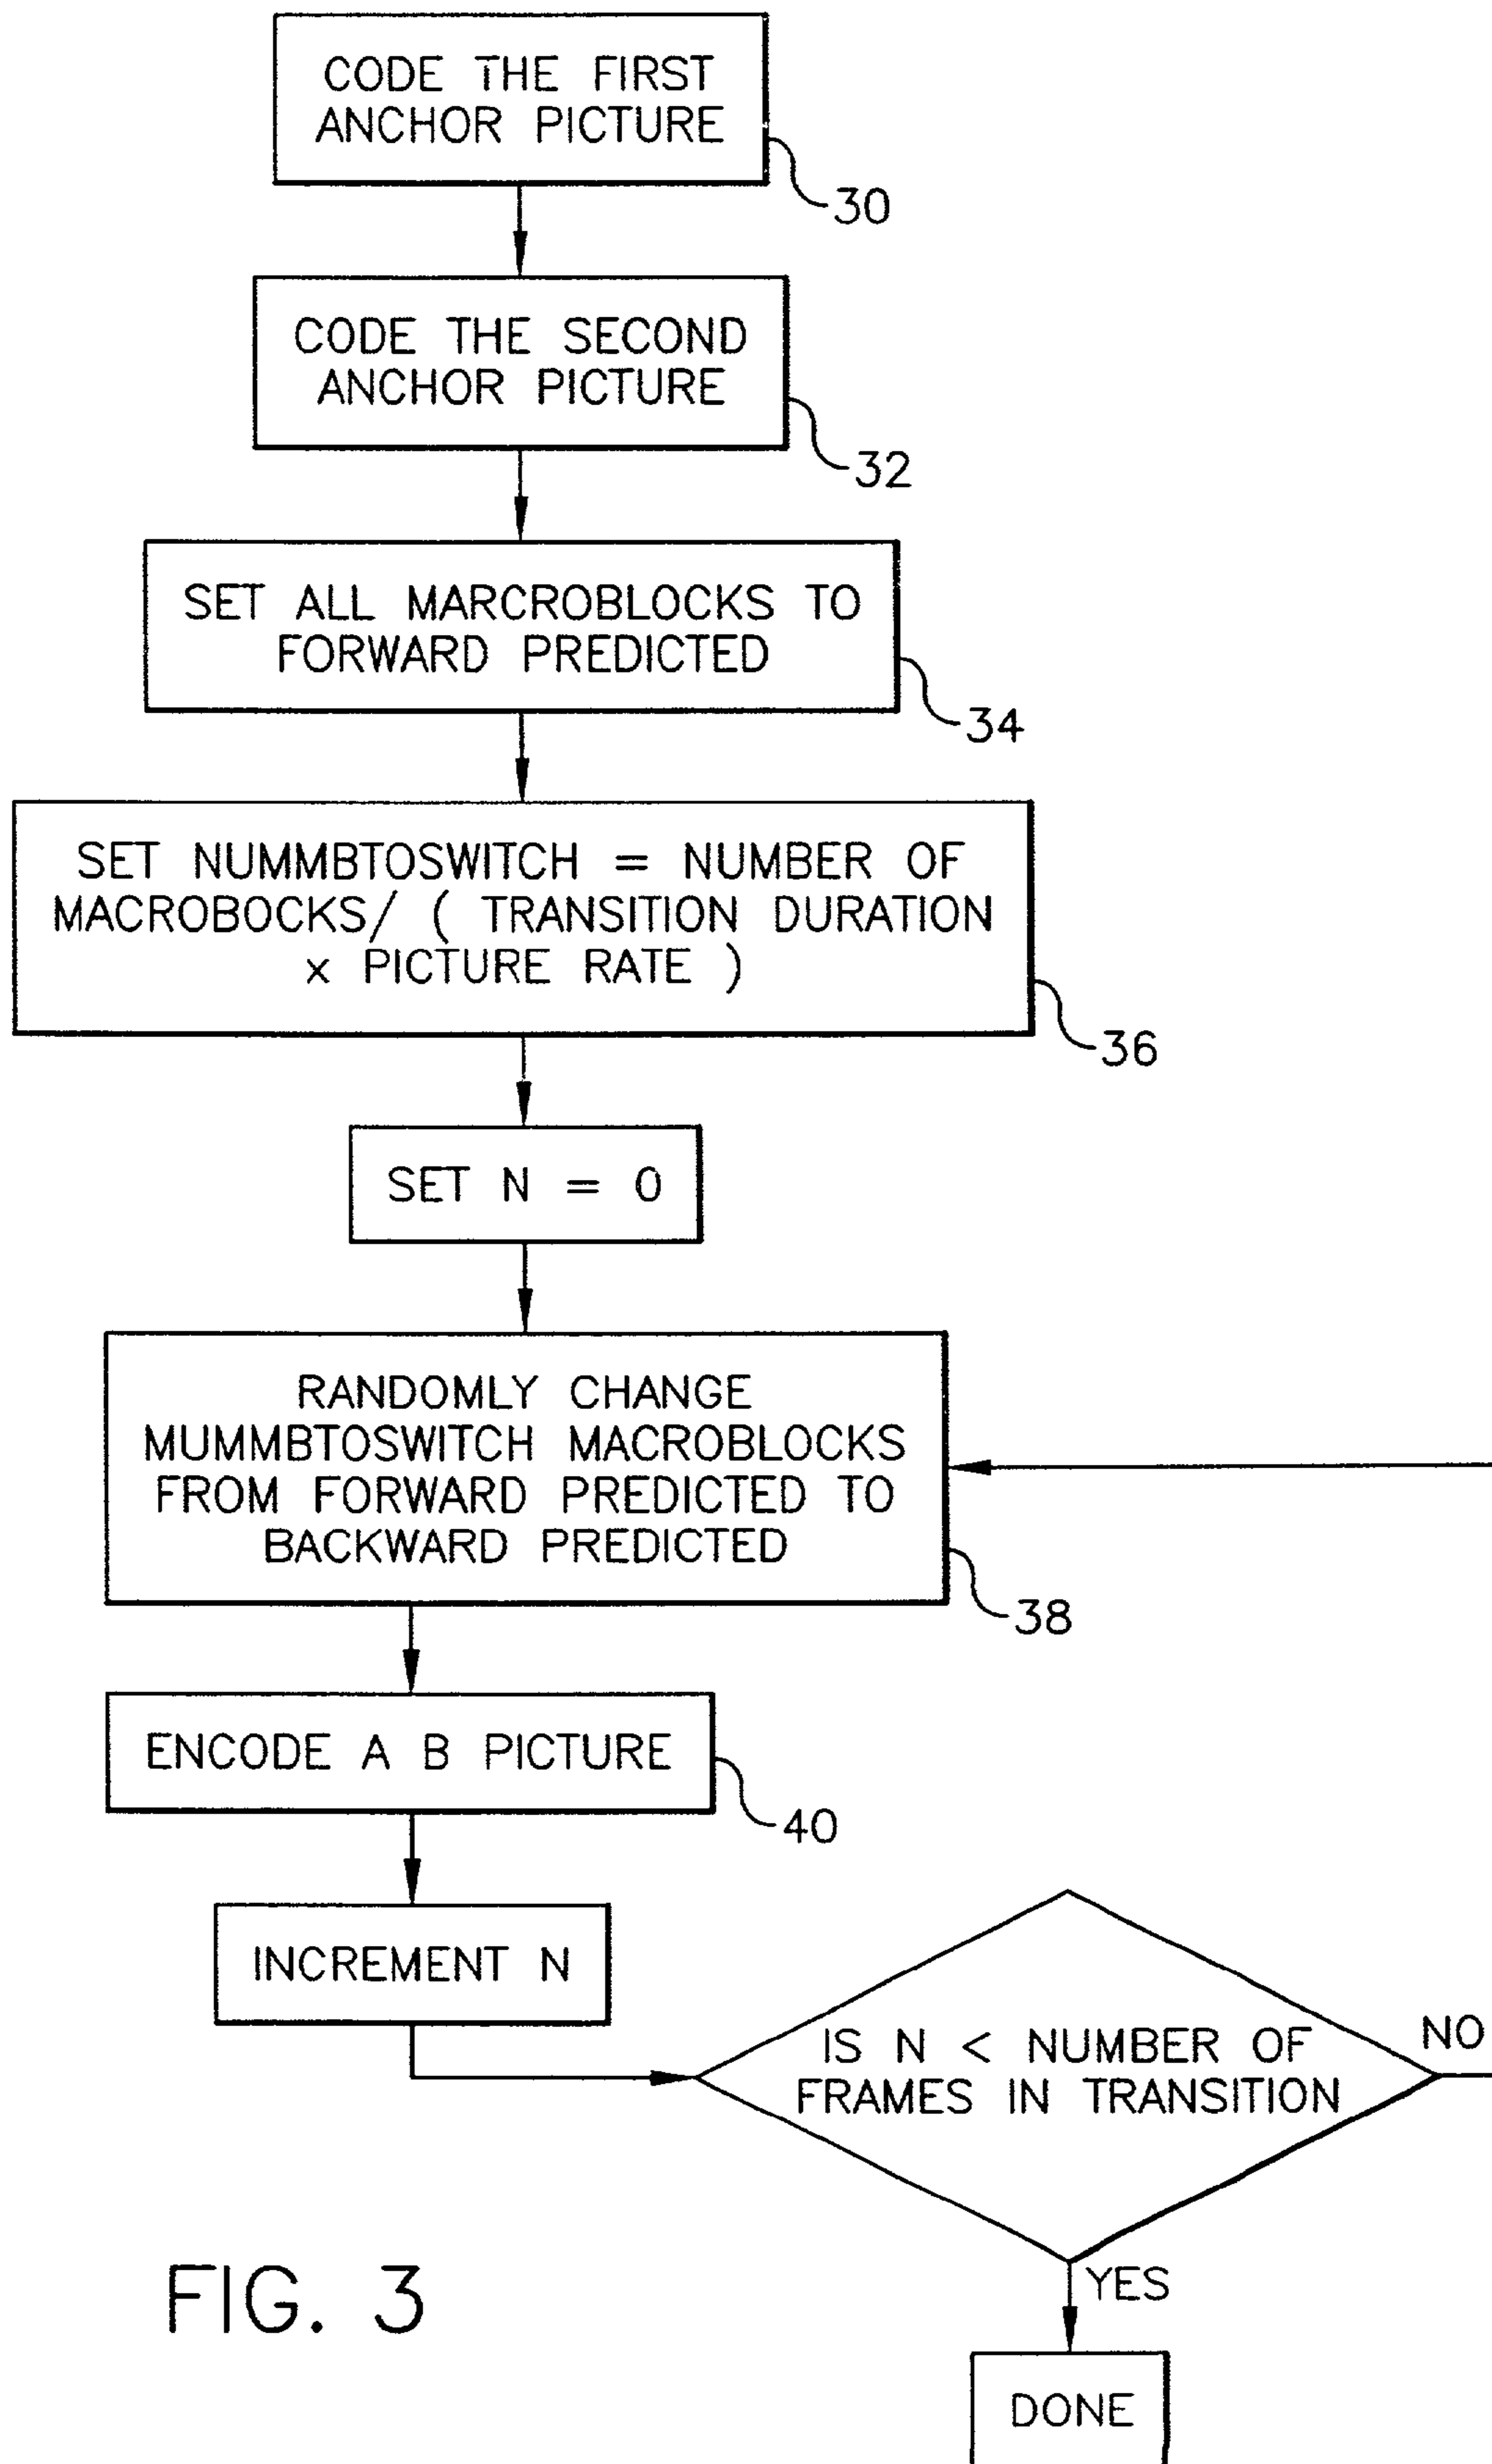 CODE THE FIRST
ANCHOR PICTURE
30
CODE THE SECOND
ANCHOR PICTURE
32
SET ALL MARCROBLOCKS TO
FORWARD PREDICTED
34
SET NUMMBTOSWITCH = NUMBER OF
MACROBOCKS/ ( TRANSITION DURATION
x PICTURE RATE )
36
SET N = 0
RANDOMLY CHANGE
MUMMBTOSWITCH MACROBLOCKS
FROM FORWARD PREDICTED TO
BACKWARD PREDICTED
38
ENCODE A B PICTURE
40
INCREMENT N
IS N < NUMBER OF
FRAMES IN TRANSITION
NO
YES
DONE
FIG. 3